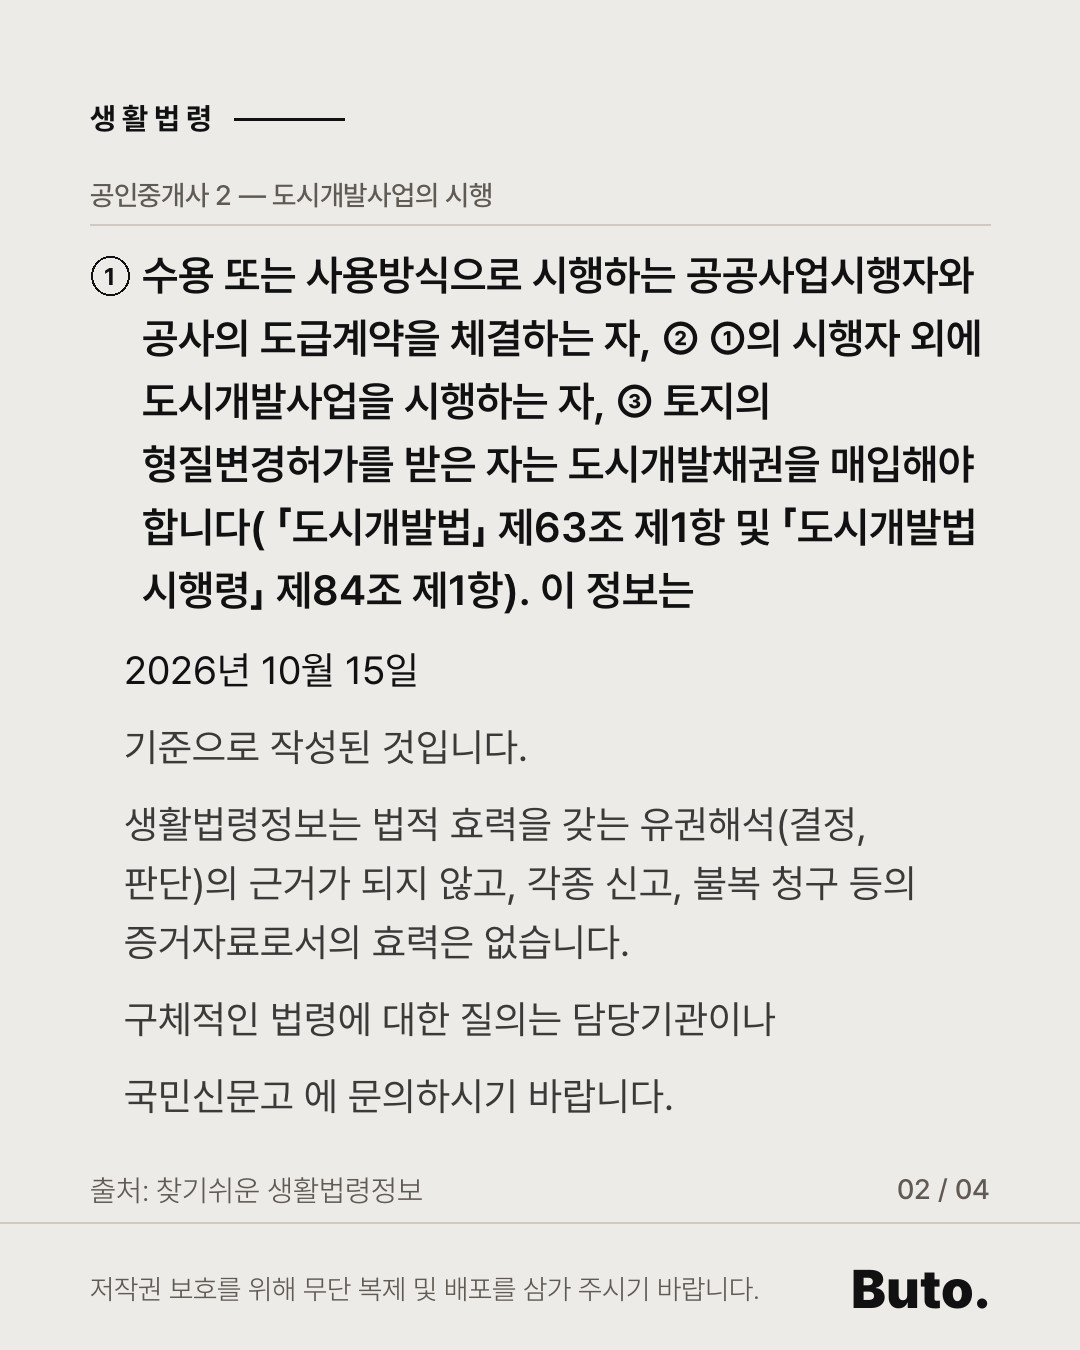 생활법령
공인중개사 2 — 도시개발사업의 시행
① 수용 또는 사용방식으로 시행하는 공공사업시행자와
공사의 도급계약을 체결하는 자, ② ①의 시행자 외에
도시개발사업을 시행하는 자, ③ 토지의
형질변경허가를 받은 자는 도시개발채권을 매입해야
합니다( 「도시개발법」 제63조 제1항 및 「도시개발법
시행령」 제84조 제1항). 이 정보는
2026년 10월 15일
기준으로 작성된 것입니다.
생활법령정보는 법적 효력을 갖는 유권해석(결정,
판단)의 근거가 되지 않고, 각종 신고, 불복 청구 등의
증거자료로서의 효력은 없습니다.
구체적인 법령에 대한 질의는 담당기관이나
국민신문고 에 문의하시기 바랍니다.
출처: 찾기쉬운 생활법령정보
02 / 04
저작권 보호를 위해 무단 복제 및 배포를 삼가 주시기 바랍니다.
Buto.